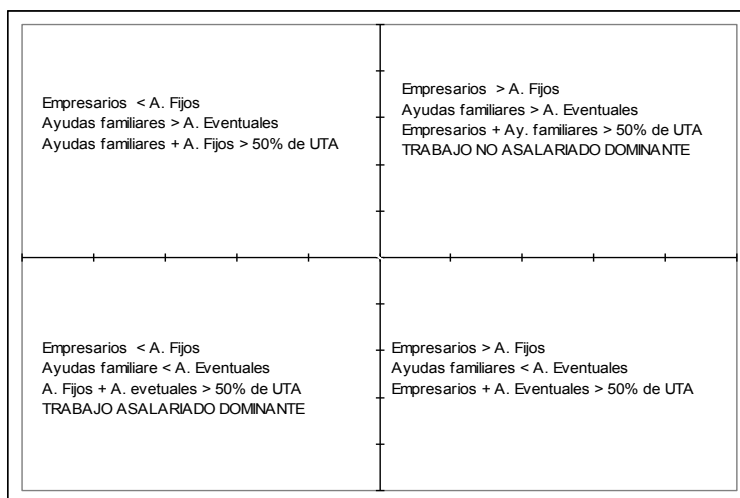 Empresarios < A. Fijos
Ayudas familiares > A. Eventuales
Ayudas familiares + A. Fijos > 50% de UTA
Empresarios > A. Fijos
Ayudas familiares > A. Eventuales
Empresarios + Ay. familiares > 50% de UTA
TRABAJO NO ASALARIADO DOMINANTE
Empresarios < A. Fijos
Ayudas familiare < A. Eventuales
A. Fijos + A. evetuales > 50% de UTA
TRABAJO ASALARIADO DOMINANTE
Empresarios > A. Fijos
Ayudas familiares < A. Eventuales
Empresarios + A. Eventuales > 50% de UTA